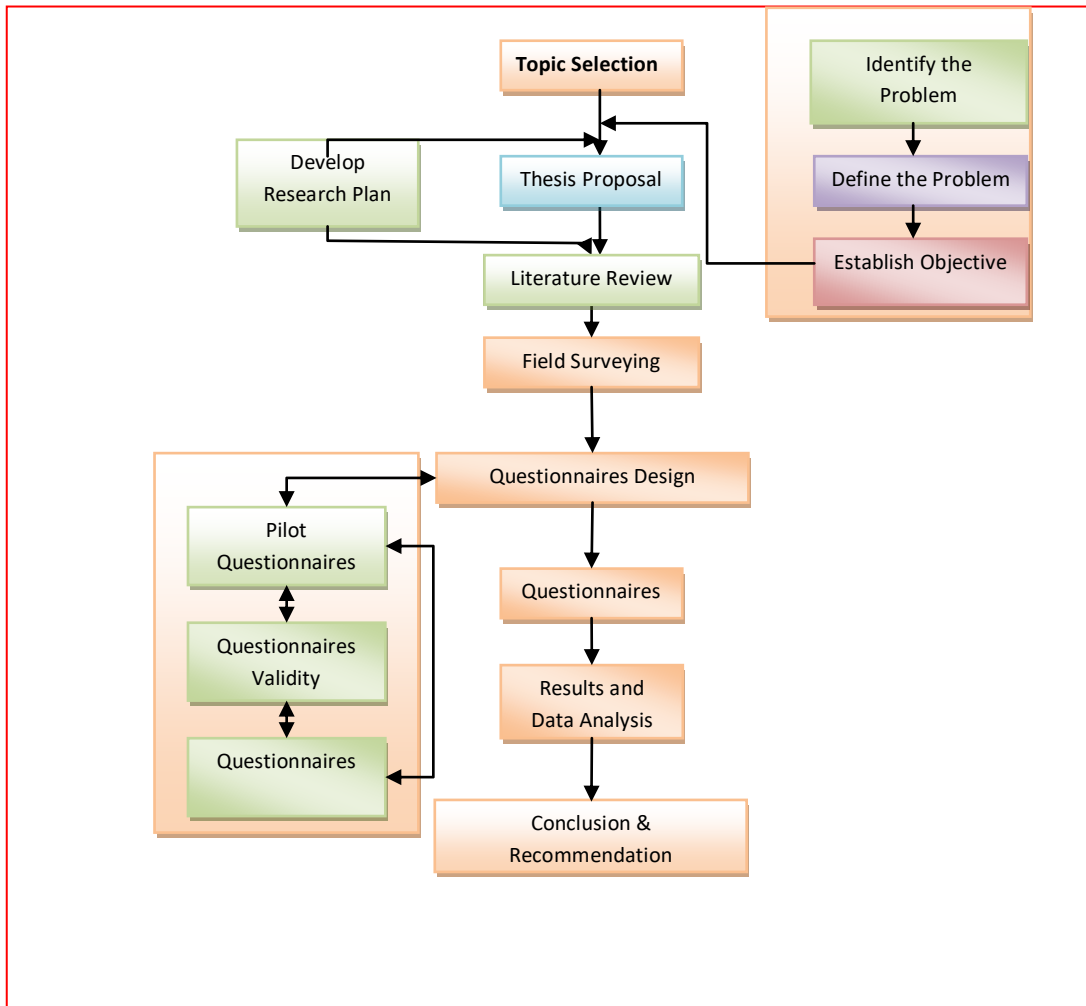 Topic Selection
Identify the
Problem
Develop
Research Plan
Thesis Proposal
Define the Problem
Establish Objective
Literature Review
Field Surveying
Questionnaires Design
Pilot
Questionnaires
Questionnaires
Questionnaires
Validity
Results and
Data Analysis
Questionnaires
Conclusion &
Recommendation